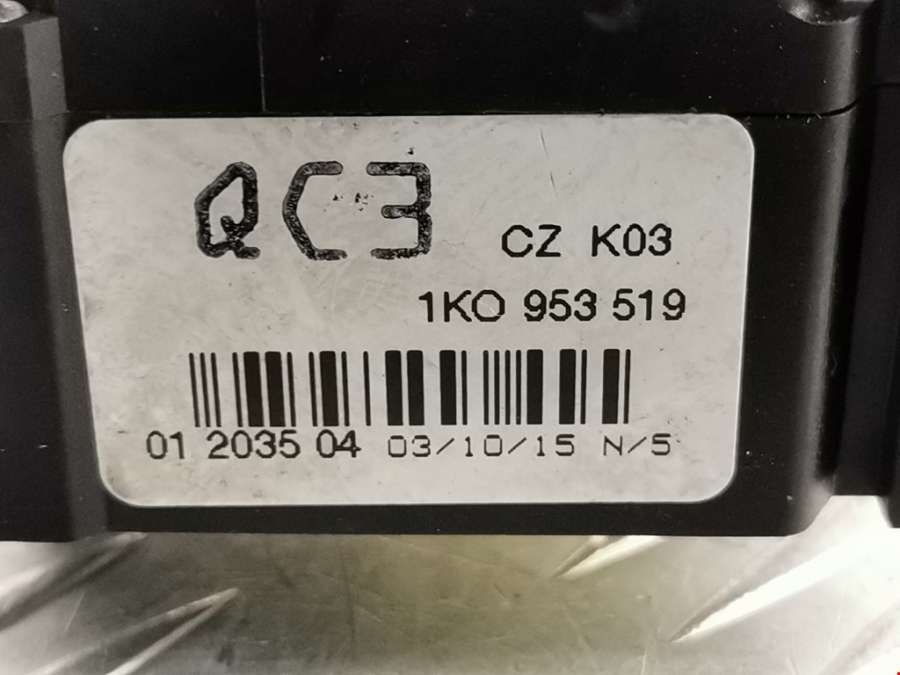 QC3
CZ K03
1KO 953 519
01 2035 04 03/10/15 N/5